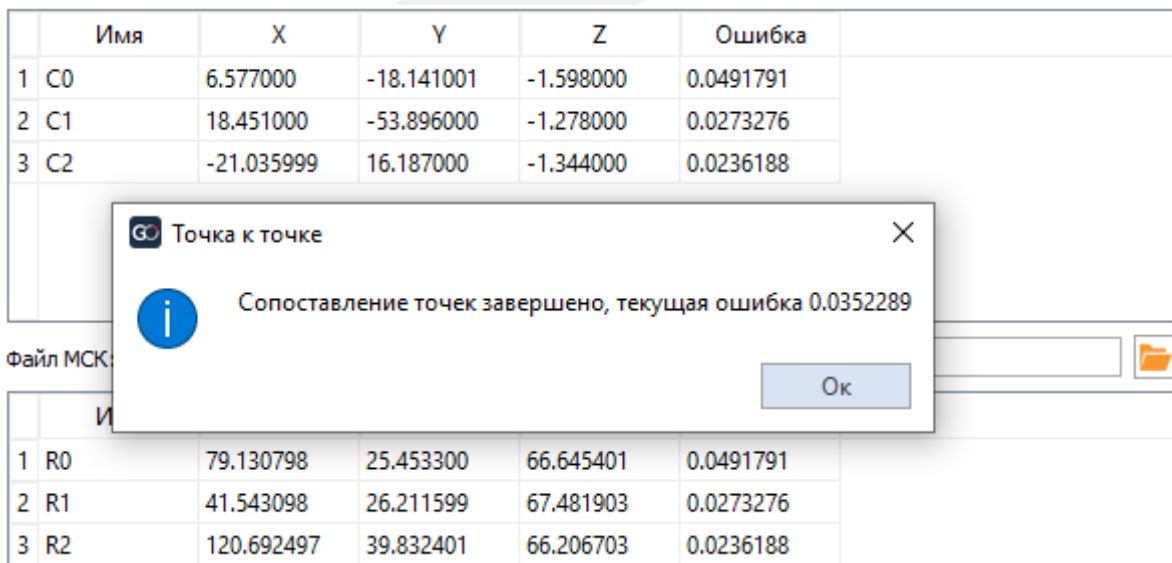 Имя X Y Z Ошибка
1 C0 6.577000 -18.141001 -1.598000 0.0491791
2 C1 18.451000 -53.896000 -1.278000 0.0273276
3 C2 -21.035999 16.187000 -1.344000 0.0236188
GO Точка к точке
Сопоставление точек завершено, текущая ошибка 0.0352289
Файл МСК:
Ок
1 R0 79.130798 25.453300 66.645401 0.0491791
2 R1 41.543098 26.211599 67.481903 0.0273276
3 R2 120.692497 39.832401 66.206703 0.0236188